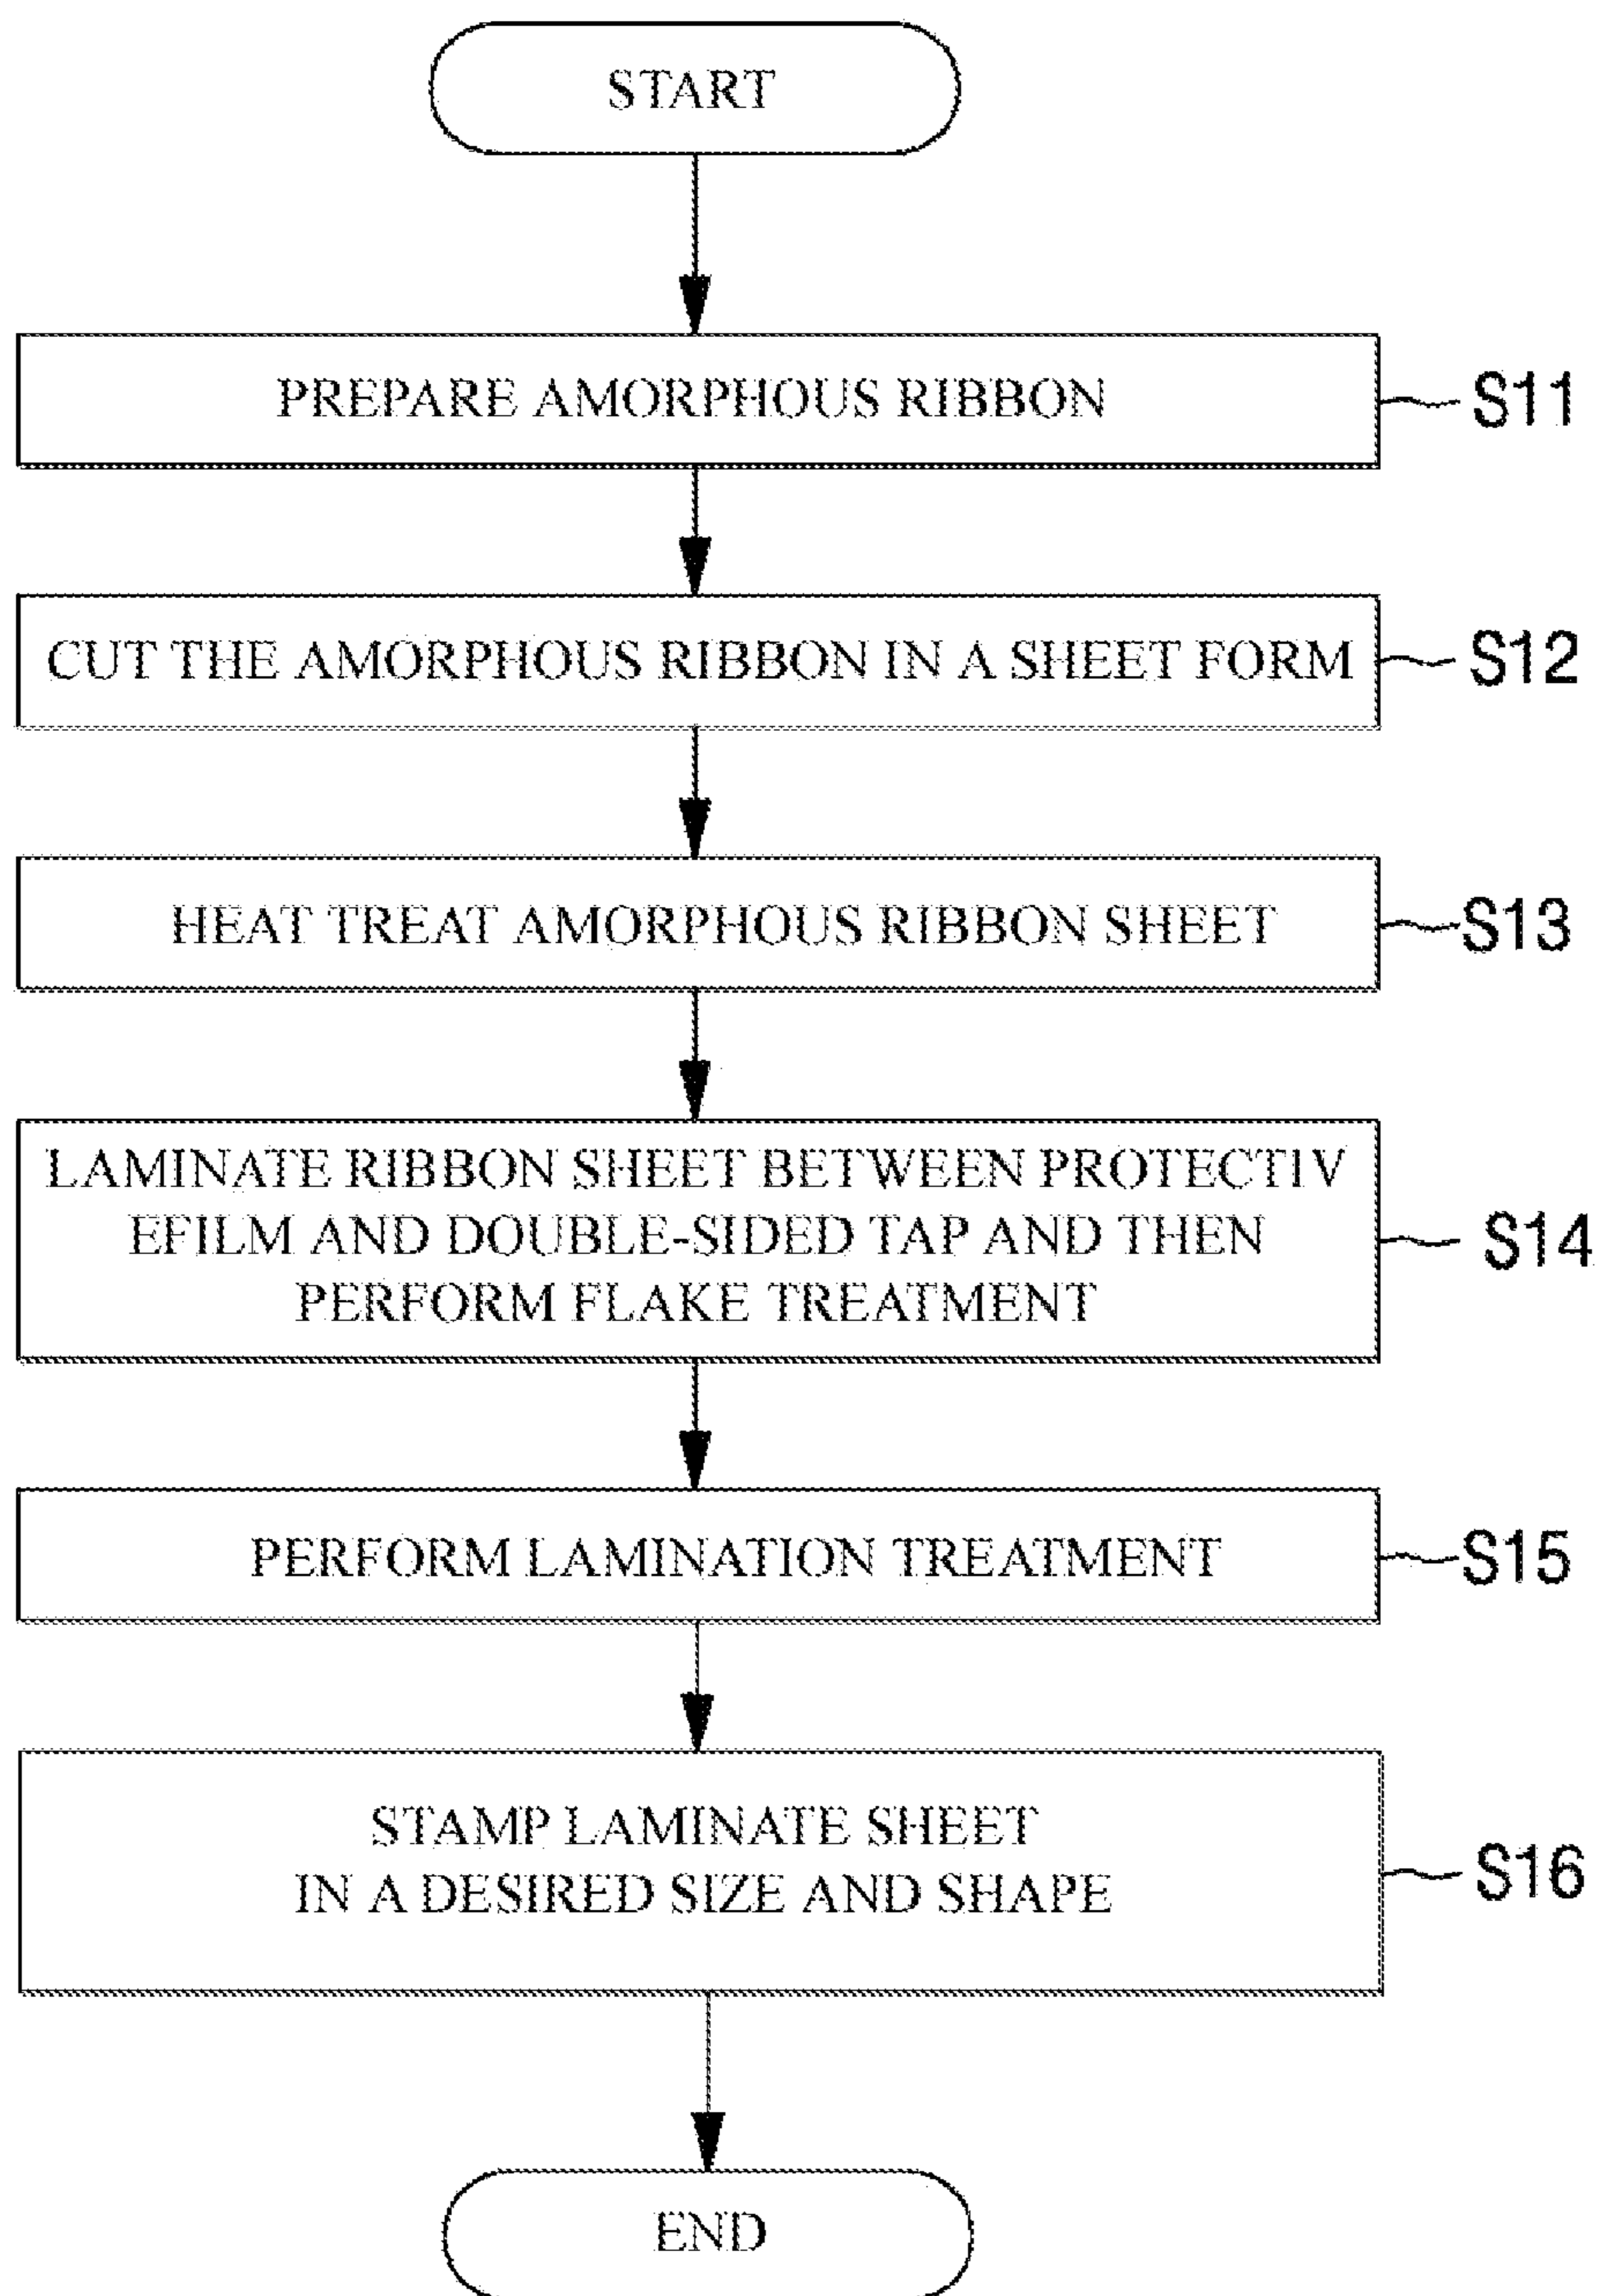 START
PREPARE AMORPHOUS RIBBON
S11
CUT THE AMORPHOUS RIBBON IN A SHEET FORM
S12
HEAT TREAT AMORPHOUS RIBBON SHEET
S13
LAMINATE RIBBON SHEET BETWEEN PROTECTIV
EFILM AND DOUBLE-SIDED TAP AND THEN
PERFORM FLAKE TREATMENT
S14
PERFORM LAMINATION TREATMENT
S15
STAMP LAMINATE SHEET
IN A DESIRED SIZE AND SHAPE
S16
END